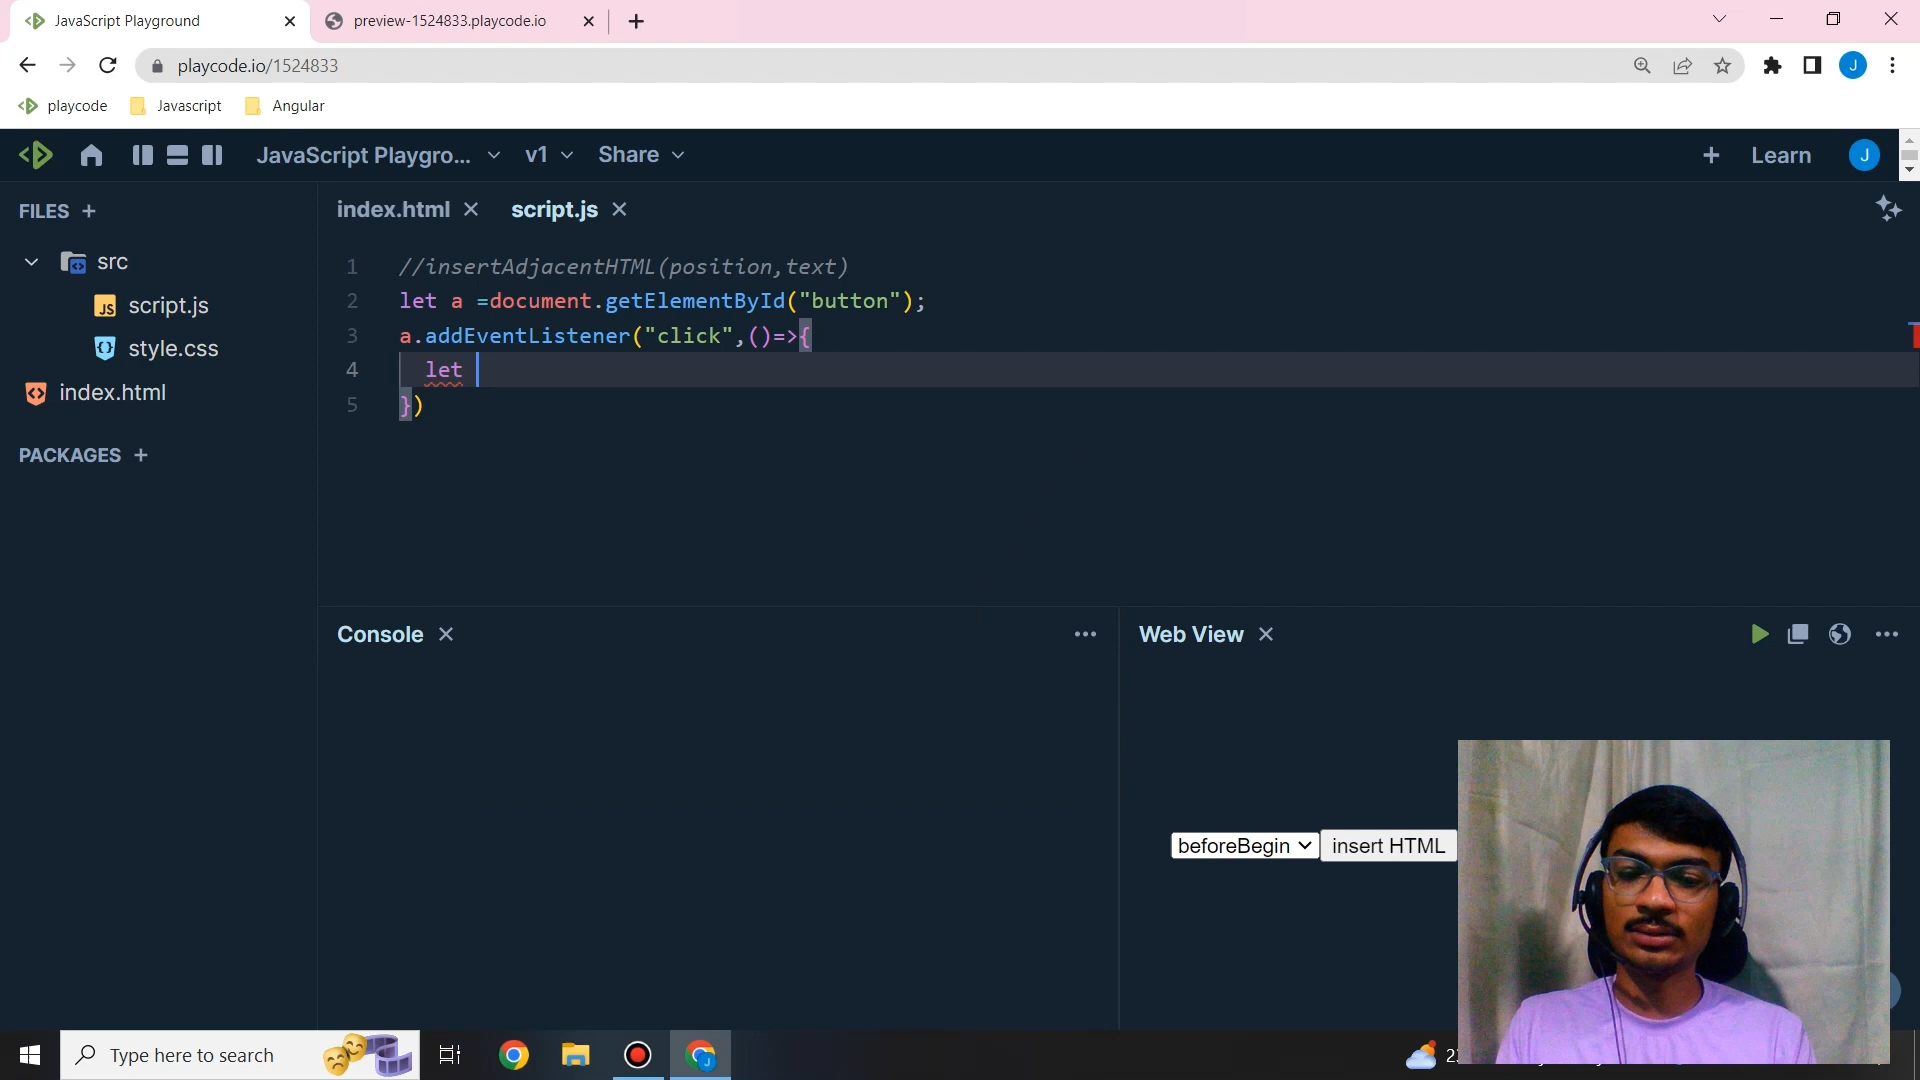 JavaScript Playground
preview-1524833.playcode.io
playcode.io/1524833
J
playcode
Javascript
Angular
JavaScript Playgro...
v1
Share
Learn
J
FILES
index.html
script.js
src
script.js
style.css
index.html
PACKAGES
1 //insertAdjacentHTML(position,text)
2 let a =document.getElementById("button");
3 a.addEventListener("click",()=>{
4 let
5 })
Console
Web View
beforeBegin
insert HTML
Type here to search